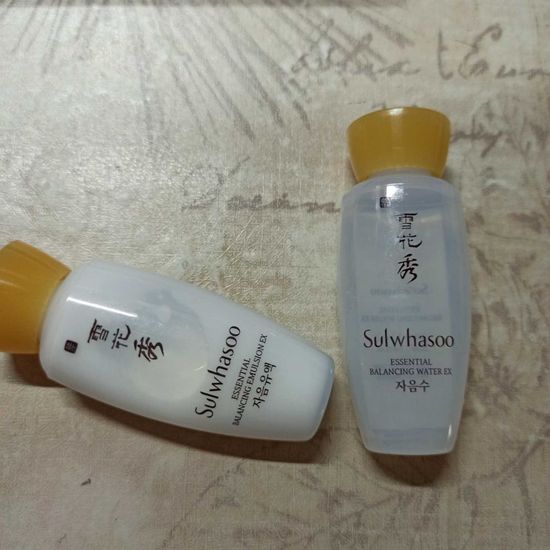 雪花秀
Sulwhasoo
ESSENTIAL
BALANCING EMULSION EX
자음유액
雪花秀
Sulwhasoo
ESSENTIAL
BALANCING WATER EX
자음수